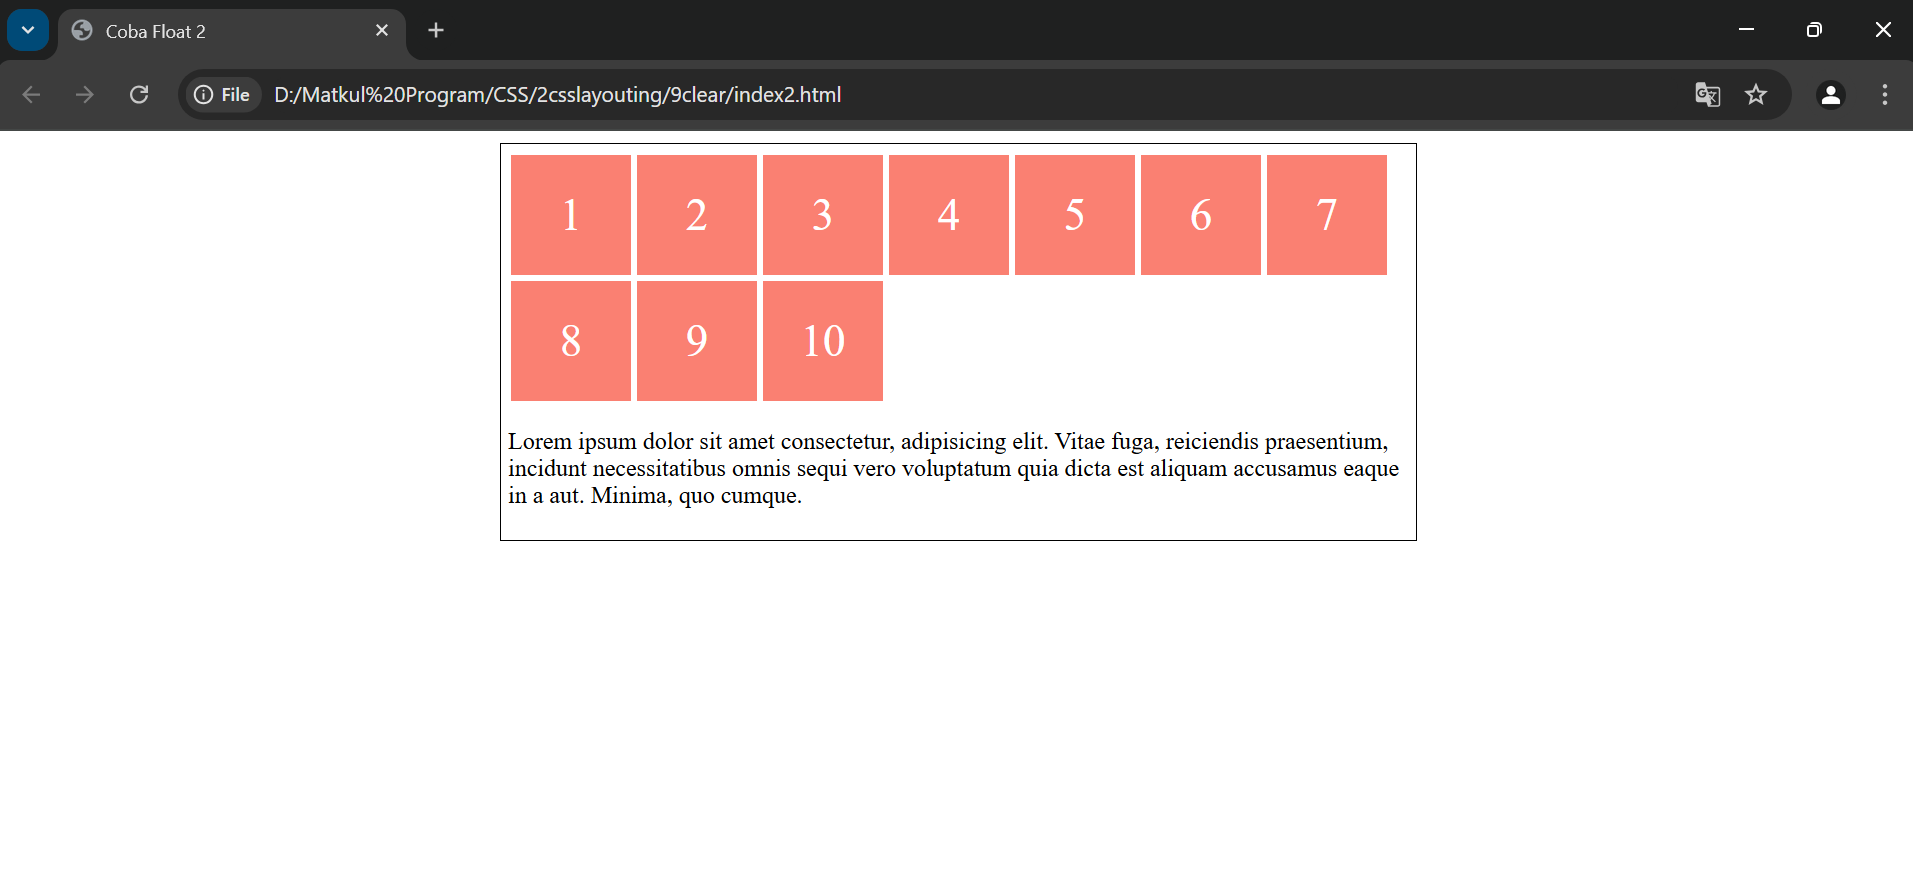 Coba Float 2
File D:/Matkul%20Program/CSS/2csslayouting/9clear/index2.html
1 2 3 4 5 6 7
8 9 10
Lorem ipsum dolor sit amet consectetur, adipisicing elit. Vitae fuga, reiciendis praesentium,
incidunt necessitatibus omnis sequi vero voluptatum quia dicta est aliquam accusamus eaque
in a aut. Minima, quo cumque.